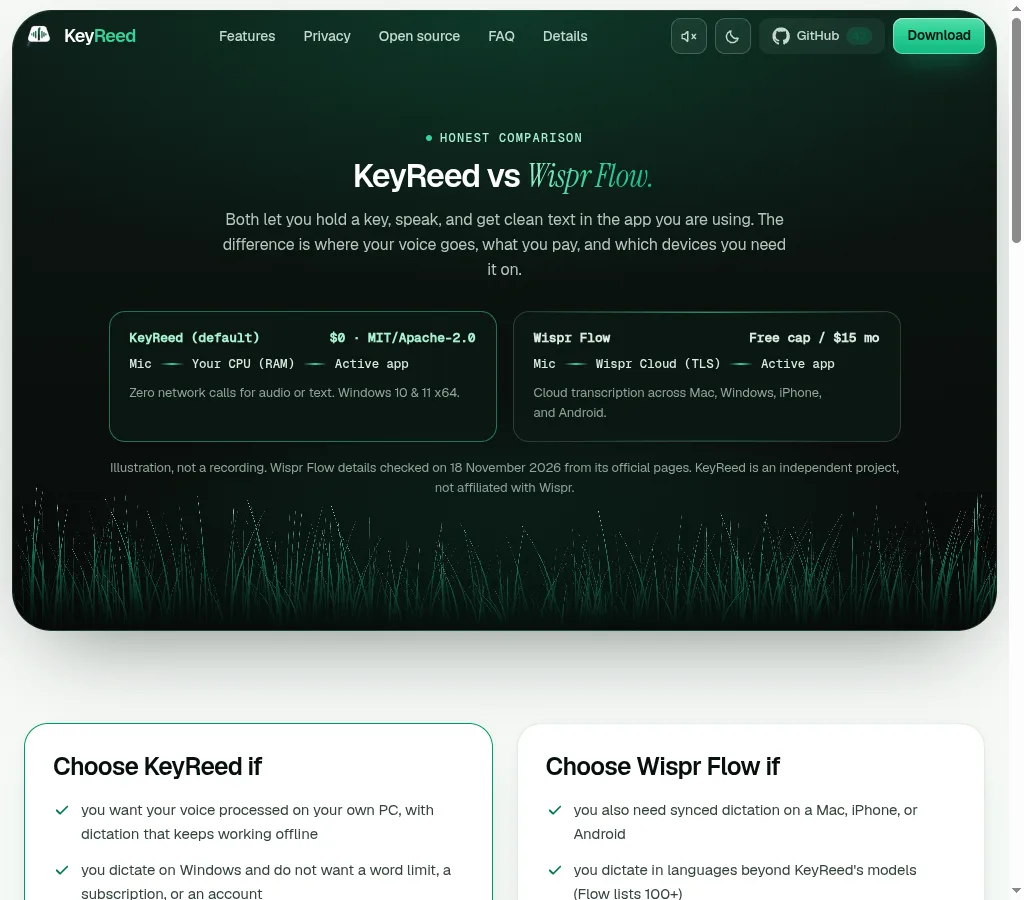 KeyReed
Features
Privacy
Open source
FAQ
Details
GitHub
Download
HONEST COMPARISON
KeyReed vs Wispr Flow.
Both let you hold a key, speak, and get clean text in the app you are using. The
difference is where your voice goes, what you pay, and which devices you need
it on.
KeyReed (default)
$0 · MIT/Apache-2.0
Mic
Your CPU (RAM)
Active app
Zero network calls for audio or text. Windows 10 & 11 x64.
Wispr Flow
Free cap / $15 mo
Mic
Wispr Cloud (TLS)
Active app
Cloud transcription across Mac, Windows, iPhone,
and Android.
Illustration, not a recording. Wispr Flow details checked on 18 November 2026 from its official pages. KeyReed is an independent project,
not affiliated with Wispr.
Choose KeyReed if
you want your voice processed on your own PC, with
dictation that keeps working offline
you dictate on Windows and do not want a word limit, a
subscription, or an account
Choose Wispr Flow if
you also need synced dictation on a Mac, iPhone, or
Android
you dictate in languages beyond KeyReed's models
(Flow lists 100+)